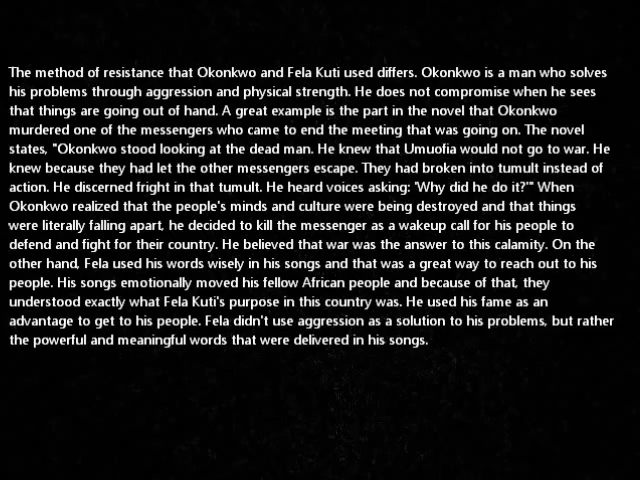 The method of resistance that Okonkwo and Fela Kuti used differs. Okonkwo is a man who solves
his problems through aggression and physical strength. He does not compromise when he sees
that things are going out of hand. A great example is the part in the novel that Okonkwo
murdered one of the messengers who came to end the meeting that was going on. The novel
states, "Okonkwo stood looking at the dead man. He knew that Umuofia would not go to war. He
knew because they had let the other messengers escape. They had broken into tumult instead of
action. He discerned fright in that tumult. He heard voices asking: 'Why did he do it?'" When
Okonkwo realized that the people's minds and culture were being destroyed and that things
were literally falling apart, he decided to kill the messenger as a wakeup call for his people to
defend and fight for their country. He believed that war was the answer to this calamity. On the
other hand, Fela used his words wisely in his songs and that was a great way to reach out to his
people. His songs emotionally moved his fellow African people and because of that, they
understood exactly what Fela Kuti's purpose in this country was. He used his fame as an
advantage to get to his people. Fela didn't use aggression as a solution to his problems, but rather
the powerful and meaningful words that were delivered in his songs.